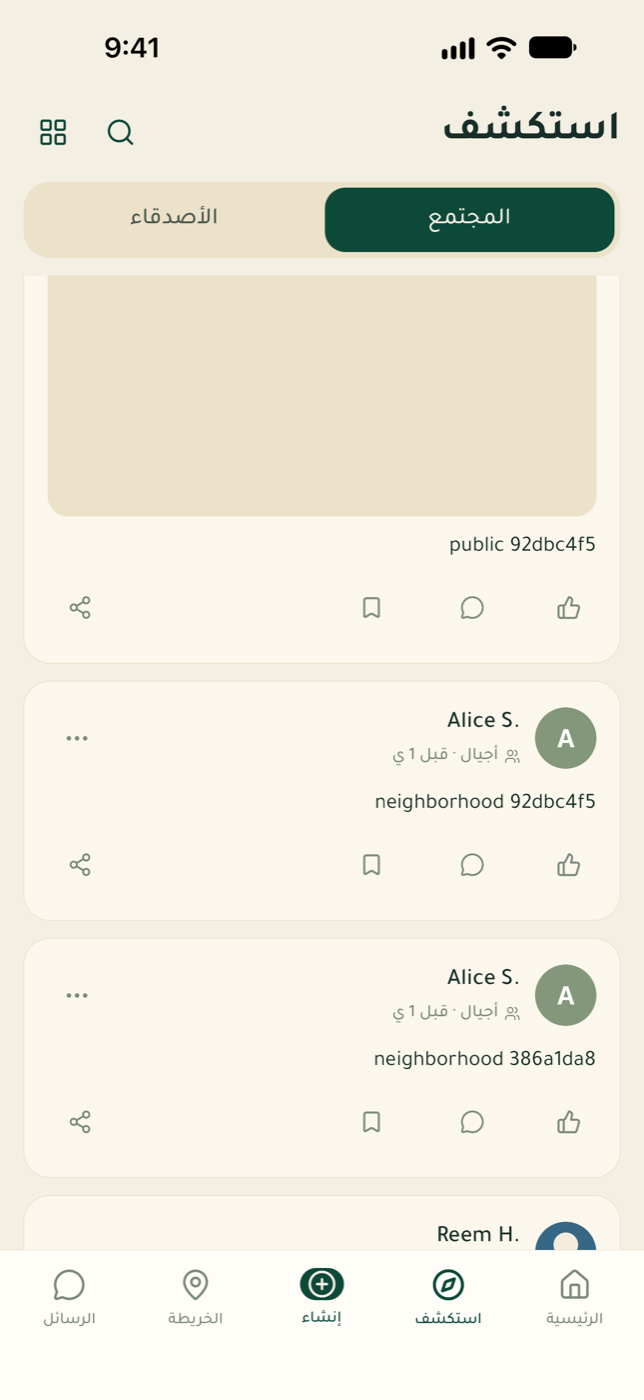 9:41
استكشف
المجتمع
الأصدقاء
public 92dbc4f5
Alice S.
أجيال · قبل 1 ي
neighborhood 92dbc4f5
A
Alice S.
أجيال · قبل 1 ي
neighborhood 386a1da8
A
Reem H.
الرئيسية
استكشف
إنشاء
الخريطة
الرسائل